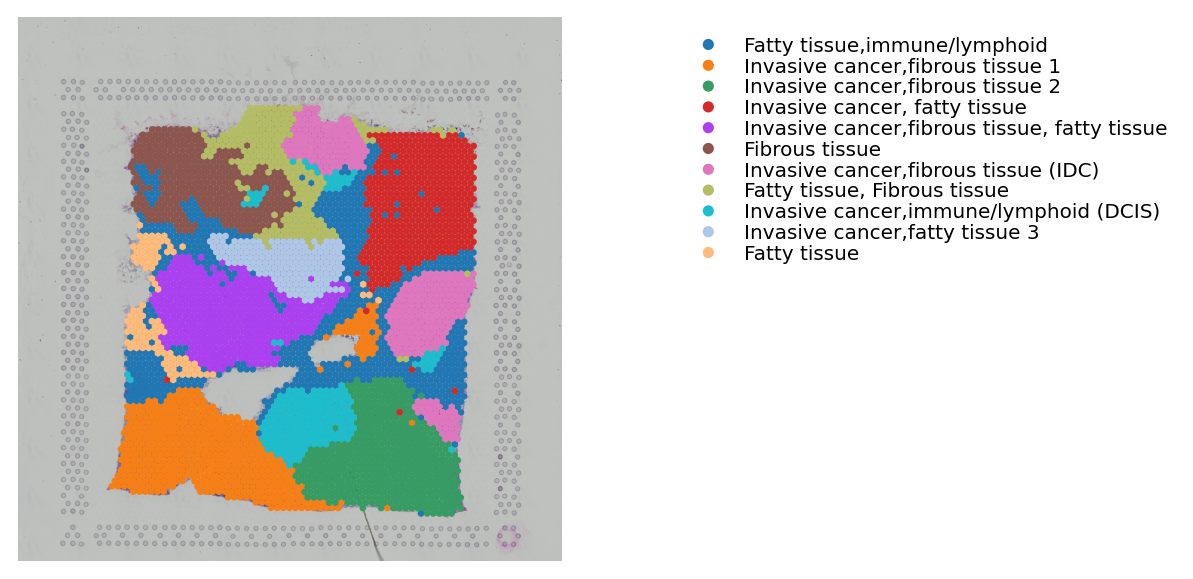 Fatty tissue,immune/lymphoid
Invasive cancer,fibrous tissue 1
Invasive cancer,fibrous tissue 2
Invasive cancer, fatty tissue
Invasive cancer,fibrous tissue, fatty tissue
Fibrous tissue
Invasive cancer,fibrous tissue (IDC)
Fatty tissue, Fibrous tissue
Invasive cancer,immune/lymphoid (DCIS)
Invasive cancer,fatty tissue 3
Fatty tissue